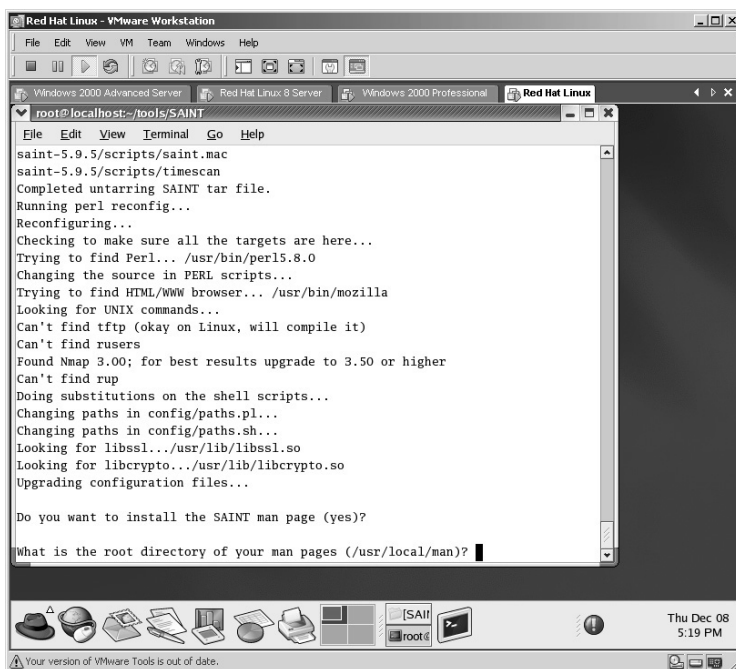 Red Hat Linux - VMware Workstation
File Edit View VM Team Windows Help
Windows 2000 Advanced Server Red Hat Linux 8 Server Windows 2000 Professional Red Hat Linux
root@localhost:~/tools/SAINT
File Edit View Terminal Go Help
saint-5.9.5/scripts/saint.mac
saint-5.9.5/scripts/timescan
Completed untarring SAINT tar file.
Running perl reconfig...
Reconfiguring...
Checking to make sure all the targets are here...
Trying to find Perl... /usr/bin/perl5.8.0
Changing the source in PERL scripts...
Trying to find HTML/WWW browser... /usr/bin/mozilla
Looking for UNIX commands...
Can't find tftp (okay on Linux, will compile it)
Can't find rusers
Found Nmap 3.00; for best results upgrade to 3.50 or higher
Can't find rup
Doing substitutions on the shell scripts...
Changing paths in config/paths.pl...
Changing paths in config/paths.sh...
Looking for libssl.../usr/lib/libssl.so
Looking for libcrypto.../usr/lib/libcrypto.so
Upgrading configuration files...
Do you want to install the SAINT man page (yes)?
What is the root directory of your man pages (/usr/local/man)?
[SAI
root@
Thu Dec 08
5:19 PM
Your version of VMware Tools is out of date.